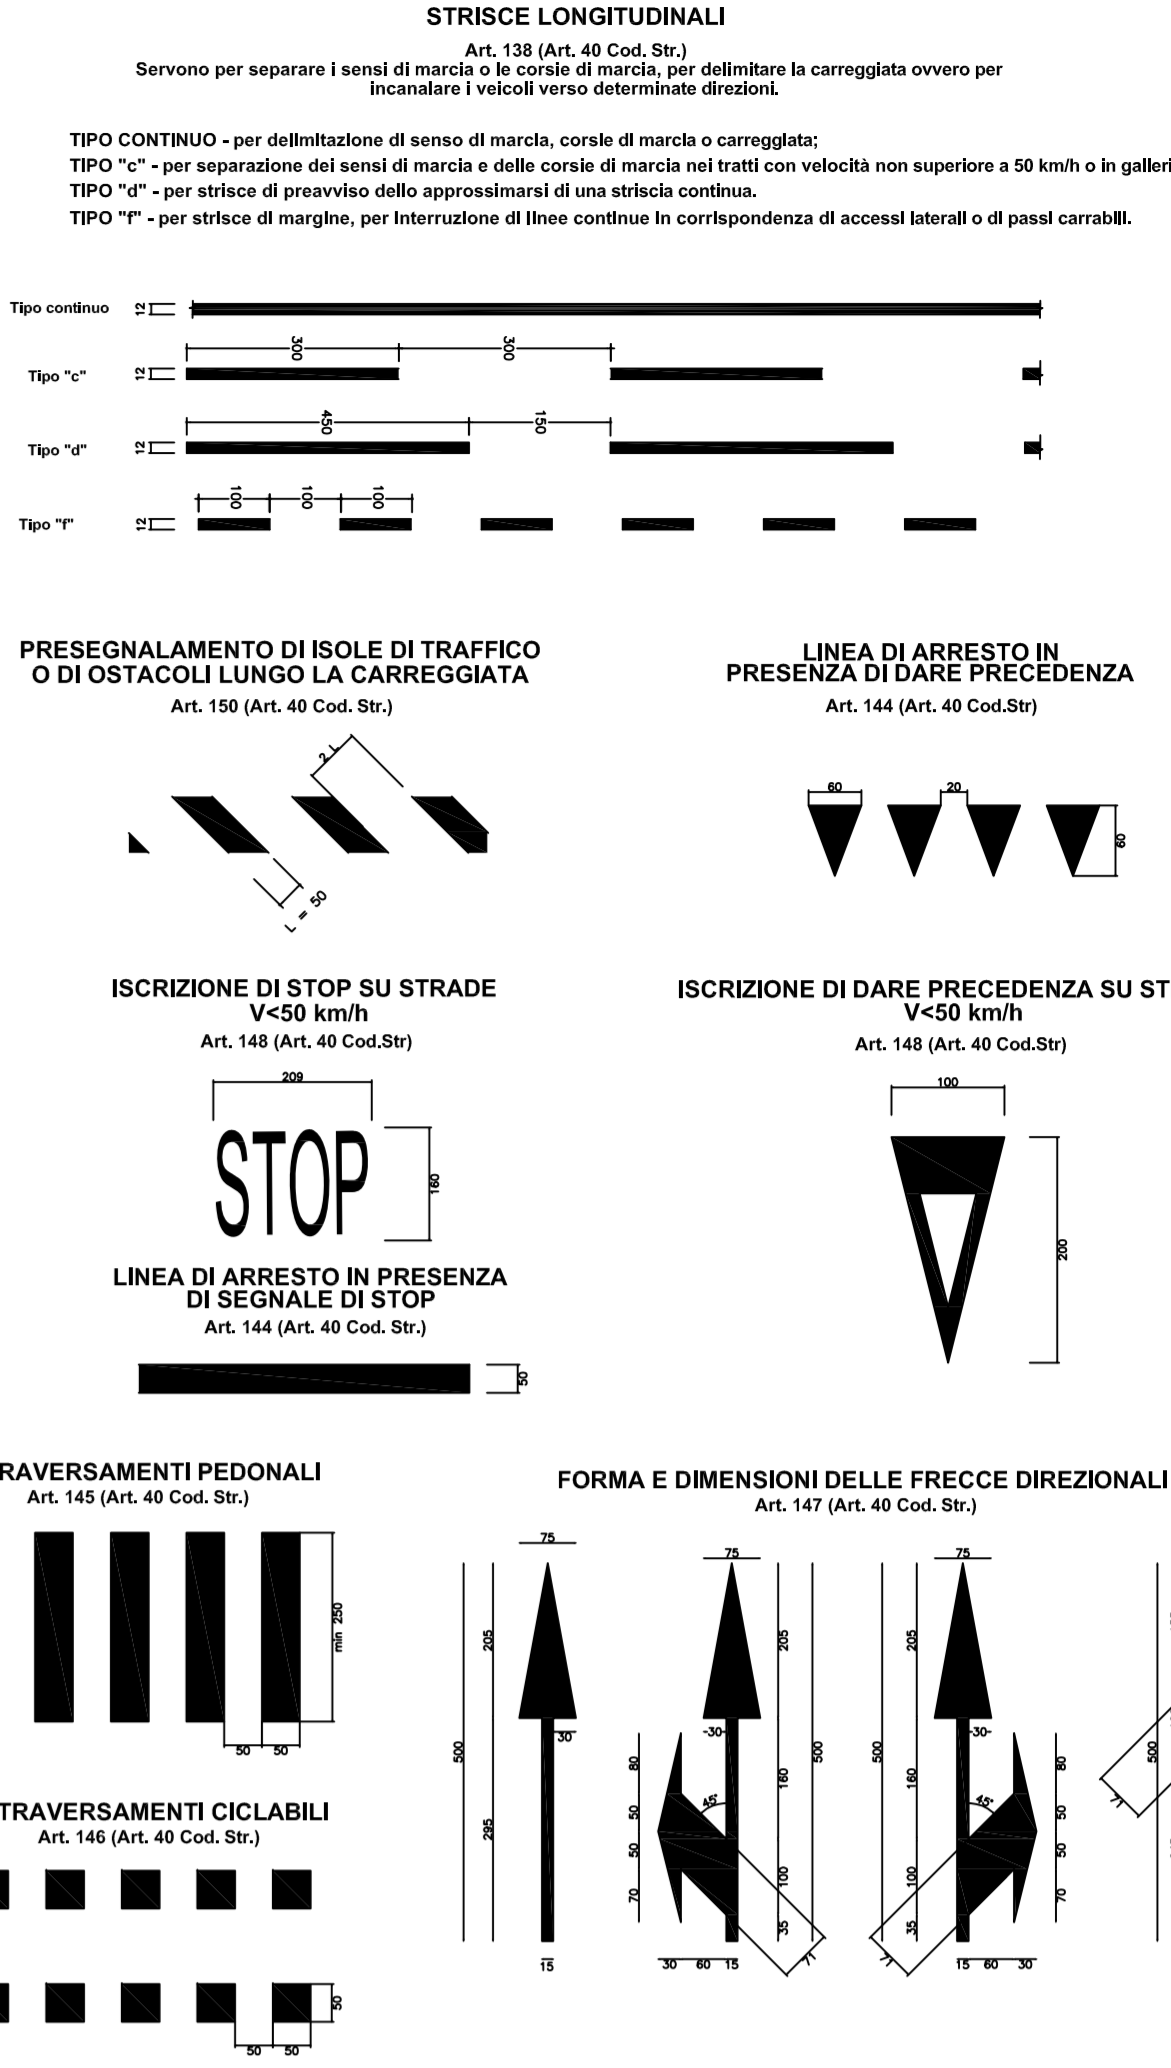 STRISCE LONGITUDINALI
Art. 138 (Art. 40 Cod. Str.)
Servono per separare i sensi di marcia o le corsie di marcia, per delimitare la carreggiata ovvero per
incanalare i veicoli verso determinate direzioni.
TIPO CONTINUO - per delimitazione di senso di marcia, corsie di marcia o carreggiata;
TIPO "c" - per separazione dei sensi di marcia e delle corsie di marcia nei tratti con velocità non superiore a 50 km/h o in galleri
TIPO "d" - per strisce di preavviso dello approssimarsi di una striscia continua.
TIPO "f" - per strisce di margine, per interruzione di linee continue in corrispondenza di accessi laterali o di passi carrabili.
Tipo continuo 12
300 300
Tipo "c" 12
450 150
Tipo "d" 12
100 100 100
Tipo "f" 12
PRESEGNALAMENTO DI ISOLE DI TRAFFICO
O DI OSTACOLI LUNGO LA CARREGGIATA
Art. 150 (Art. 40 Cod. Str.)
2 L
L = 50
LINEA DI ARRESTO IN
PRESENZA DI DARE PRECEDENZA
Art. 144 (Art. 40 Cod.Str)
60 20
60
ISCRIZIONE DI STOP SU STRADE
V<50 km/h
Art. 148 (Art. 40 Cod.Str)
209
STOP
160
ISCRIZIONE DI DARE PRECEDENZA SU ST
V<50 km/h
Art. 148 (Art. 40 Cod.Str)
100
200
LINEA DI ARRESTO IN PRESENZA
DI SEGNALE DI STOP
Art. 144 (Art. 40 Cod. Str.)
50
RAVERSAMENTI PEDONALI
Art. 145 (Art. 40 Cod. Str.)
min 250
50 50
TRAVERSAMENTI CICLABILI
Art. 146 (Art. 40 Cod. Str.)
50
50 50
FORMA E DIMENSIONI DELLE FRECCE DIREZIONALI
Art. 147 (Art. 40 Cod. Str.)
75 75 75
205 205 205
30 -30- -30-
500 500 500 500
295
80 50 50 70
160 100 35
45°
71
160 100 35
45°
71
80 50 50 70
71
15
30 60 15
15 60 30